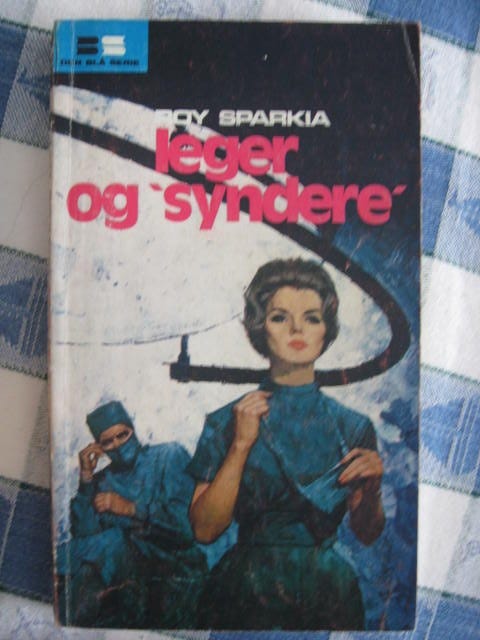 BS
DEN BLÅ SERIE
ROY SPARKIA
leger
og 'syndere'